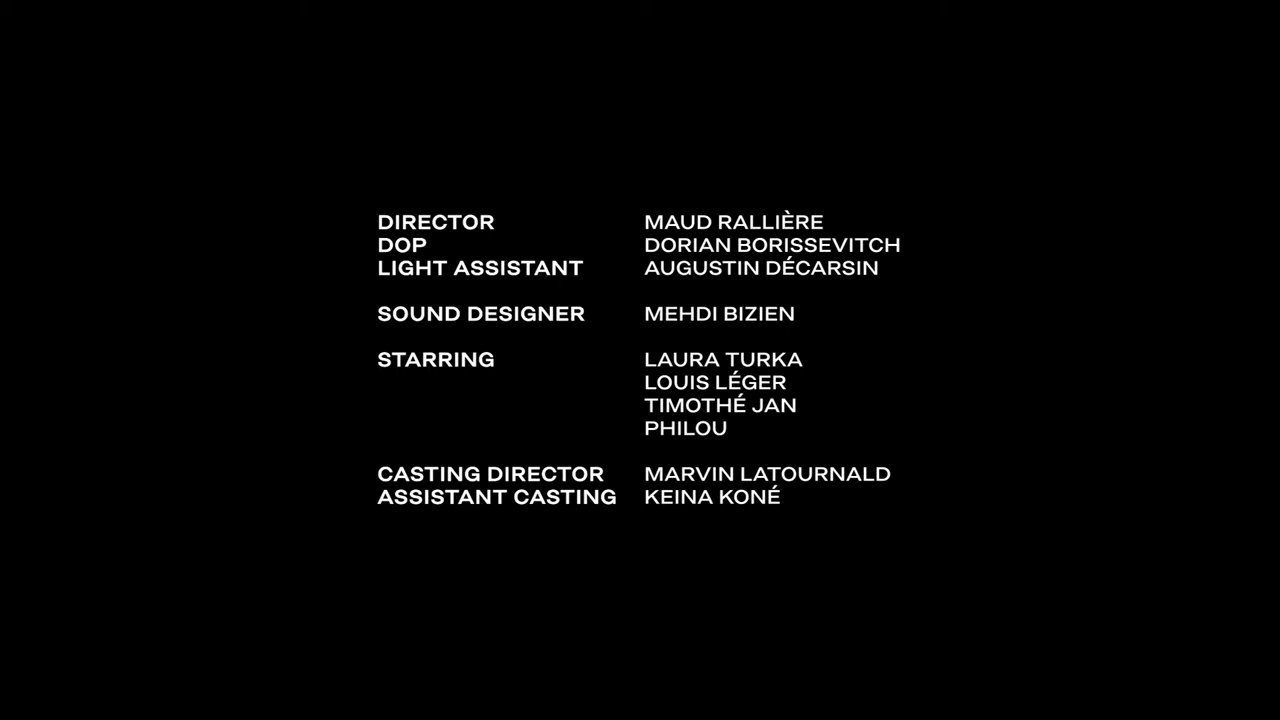 DIRECTOR MAUD RALLIÈRE
DOP DORIAN BORISSEVITCH
LIGHT ASSISTANT AUGUSTIN DÉCARSIN
SOUND DESIGNER MEHDI BIZIEN
STARRING LAURA TURKA
LOUIS LÉGER
TIMOTHÉ JAN
PHILOU
CASTING DIRECTOR MARVIN LATOURNALD
ASSISTANT CASTING KEINA KONÉ